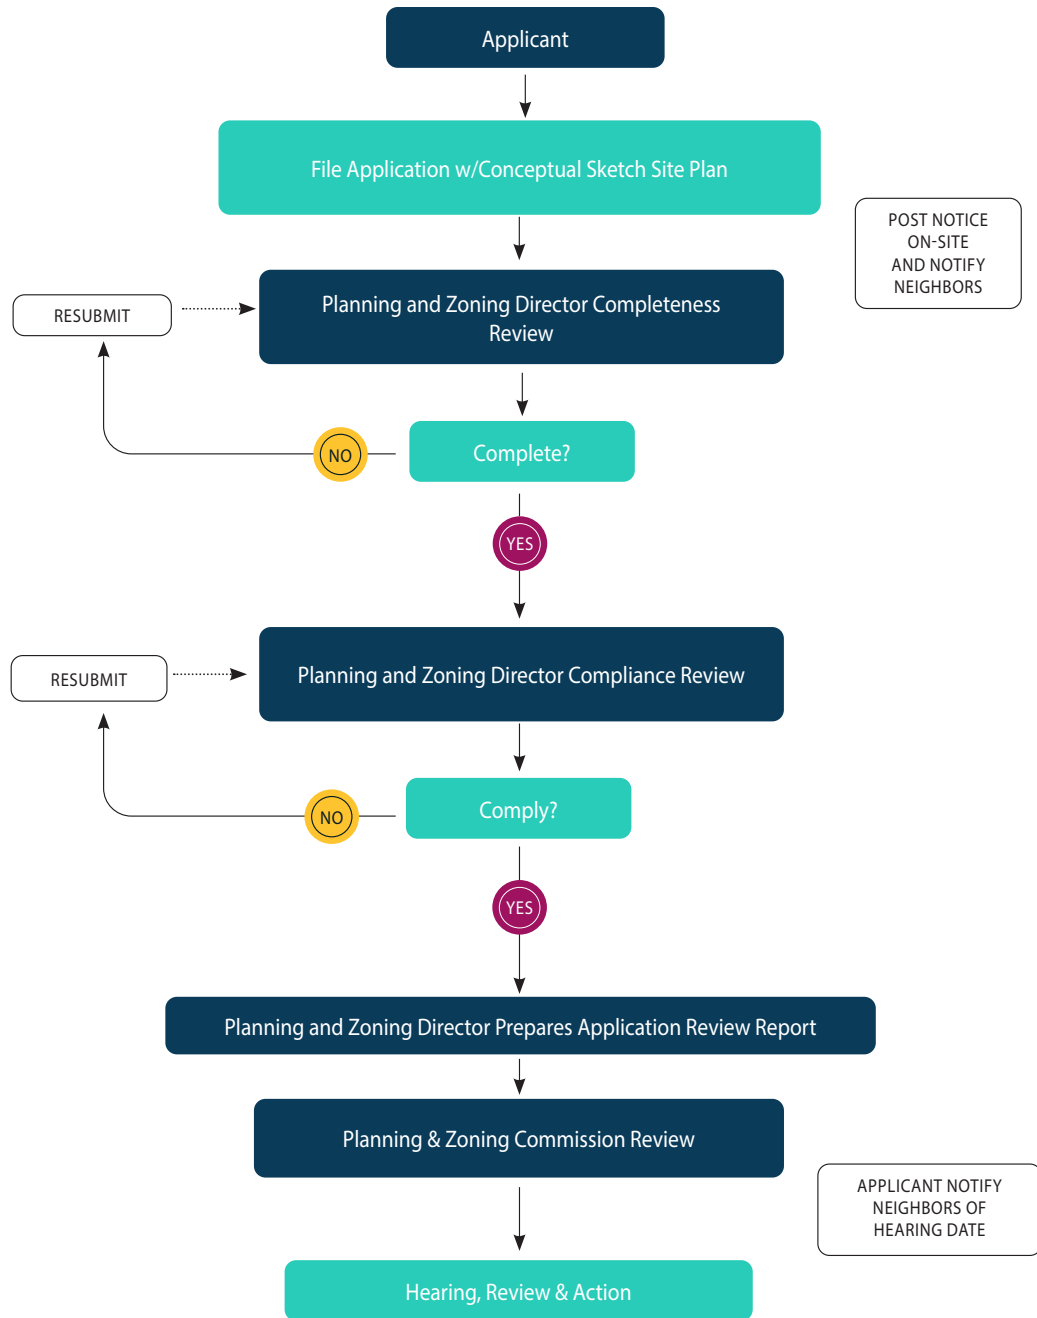 Applicant
File Application w/Conceptual Sketch Site Plan
POST NOTICE
ON-SITE
AND NOTIFY
NEIGHBORS
Planning and Zoning Director Completeness
Review
RESUBMIT
Complete?
NO
YES
Planning and Zoning Director Compliance Review
RESUBMIT
Comply?
NO
YES
Planning and Zoning Director Prepares Application Review Report
Planning & Zoning Commission Review
APPLICANT NOTIFY
NEIGHBORS OF
HEARING DATE
Hearing, Review & Action